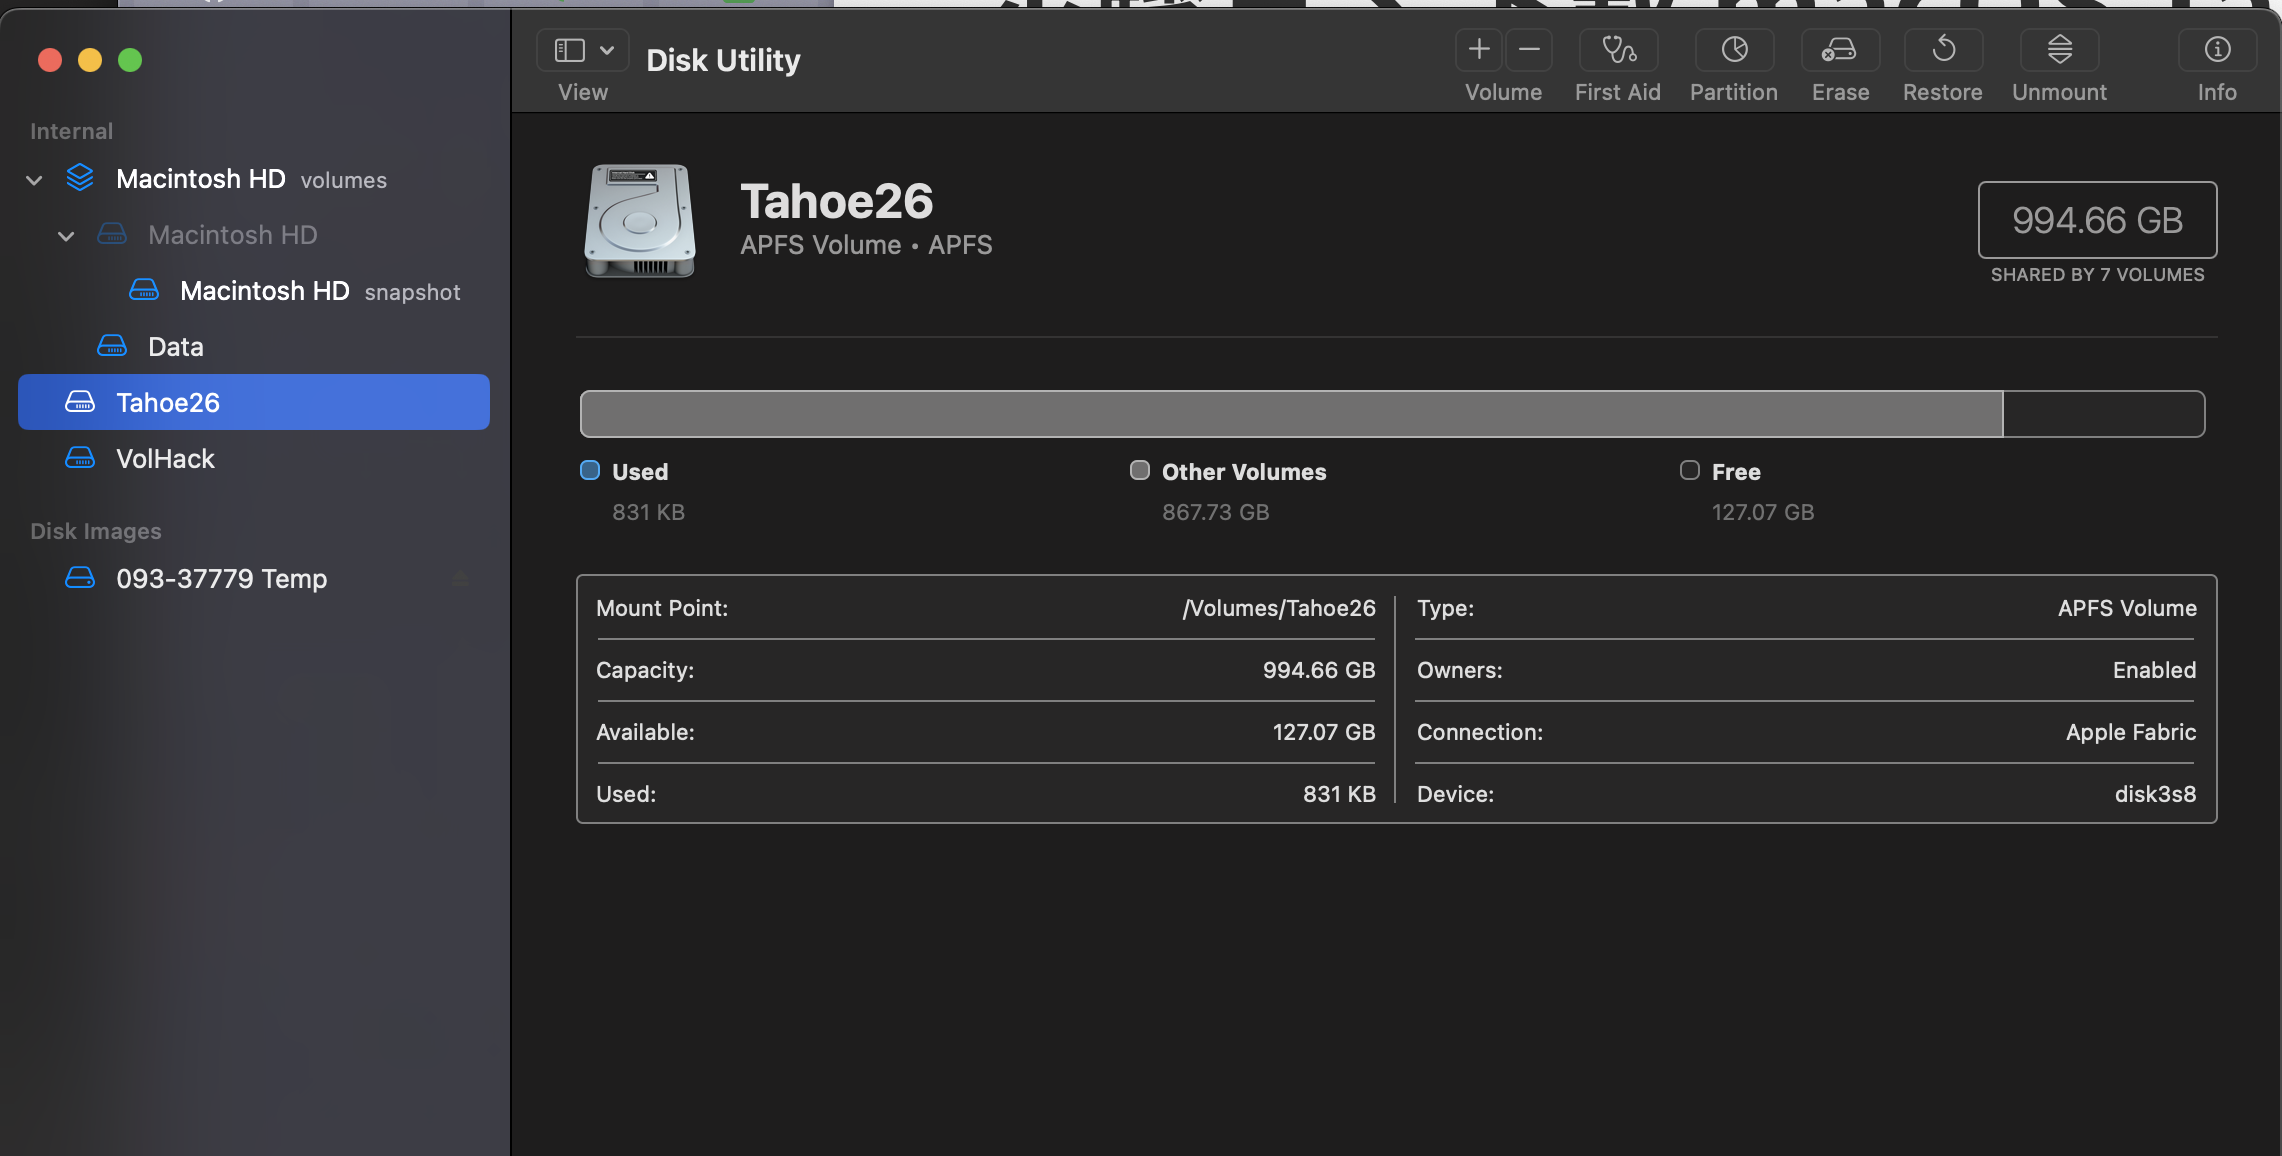 Disk Utility
View
Volume
First Aid
Partition
Erase
Restore
Unmount
Info
Internal
Macintosh HD volumes
Macintosh HD
Macintosh HD snapshot
Data
Tahoe26
VolHack
Disk Images
093-37779 Temp
Tahoe26
APFS Volume • APFS
994.66 GB
SHARED BY 7 VOLUMES
Used
831 KB
Other Volumes
867.73 GB
Free
127.07 GB
Mount Point: /Volumes/Tahoe26
Capacity: 994.66 GB
Available: 127.07 GB
Used: 831 KB
Type: APFS Volume
Owners: Enabled
Connection: Apple Fabric
Device: disk3s8